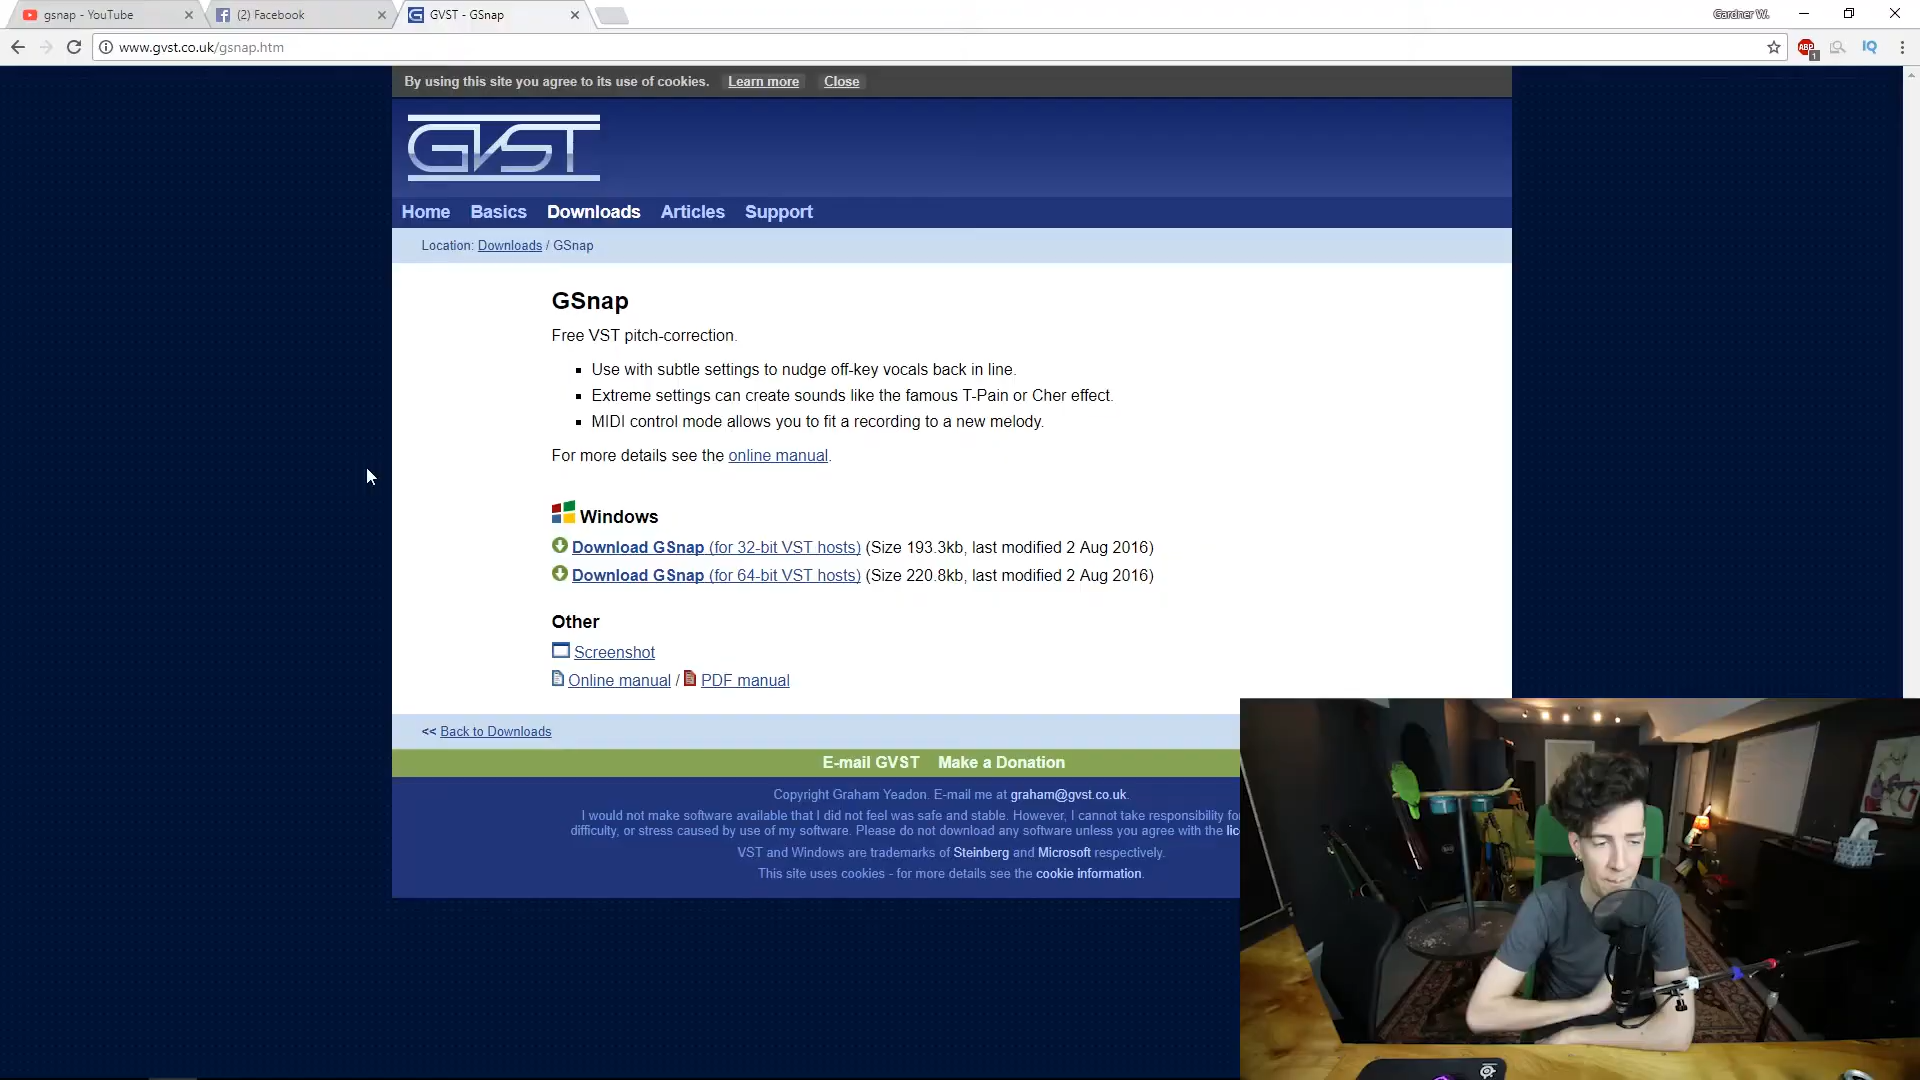 gsnap - YouTube
(2) Facebook
GVST - GSnap
Gardner W.
www.gvst.co.uk/gsnap.htm
ABP
1
IQ
By using this site you agree to its use of cookies. Learn more Close
GVST
Home Basics Downloads Articles Support
Location: Downloads / GSnap
GSnap
Free VST pitch-correction.
Use with subtle settings to nudge off-key vocals back in line.
Extreme settings can create sounds like the famous T-Pain or Cher effect.
MIDI control mode allows you to fit a recording to a new melody.
For more details see the online manual.
Windows
Download GSnap (for 32-bit VST hosts) (Size 193.3kb, last modified 2 Aug 2016)
Download GSnap (for 64-bit VST hosts) (Size 220.8kb, last modified 2 Aug 2016)
Other
Screenshot
Online manual / PDF manual
<< Back to Downloads
E-mail GVST Make a Donation
Copyright Graham Yeadon. E-mail me at graham@gvst.co.uk.
I would not make software available that I did not feel was safe and stable. However, I cannot take responsibility fo
difficulty, or stress caused by use of my software. Please do not download any software unless you agree with the lic
VST and Windows are trademarks of Steinberg and Microsoft respectively.
This site uses cookies - for more details see the cookie information.